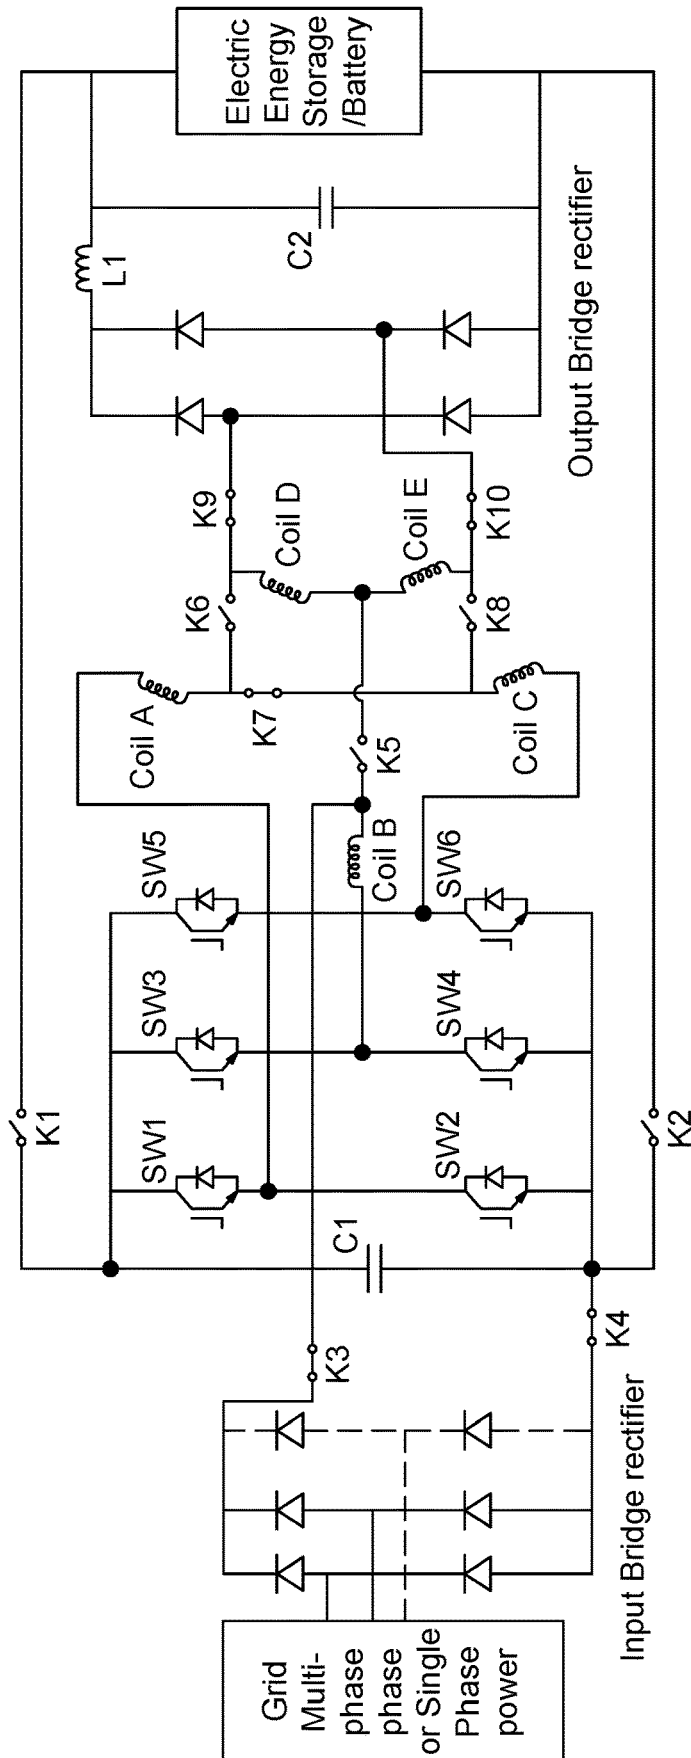 Grid
Multi-
phase
phase
or Single
Phase
power
Input Bridge rectifier
K3
K4
C1
K1
K2
SW1
SW2
SW3
SW4
SW5
SW6
Coil B
K5
Coil A
K7
Coil C
K6
K8
Coil D
Coil E
K9
K10
Output Bridge rectifier
L1
C2
Electric
Energy
Storage
/Battery